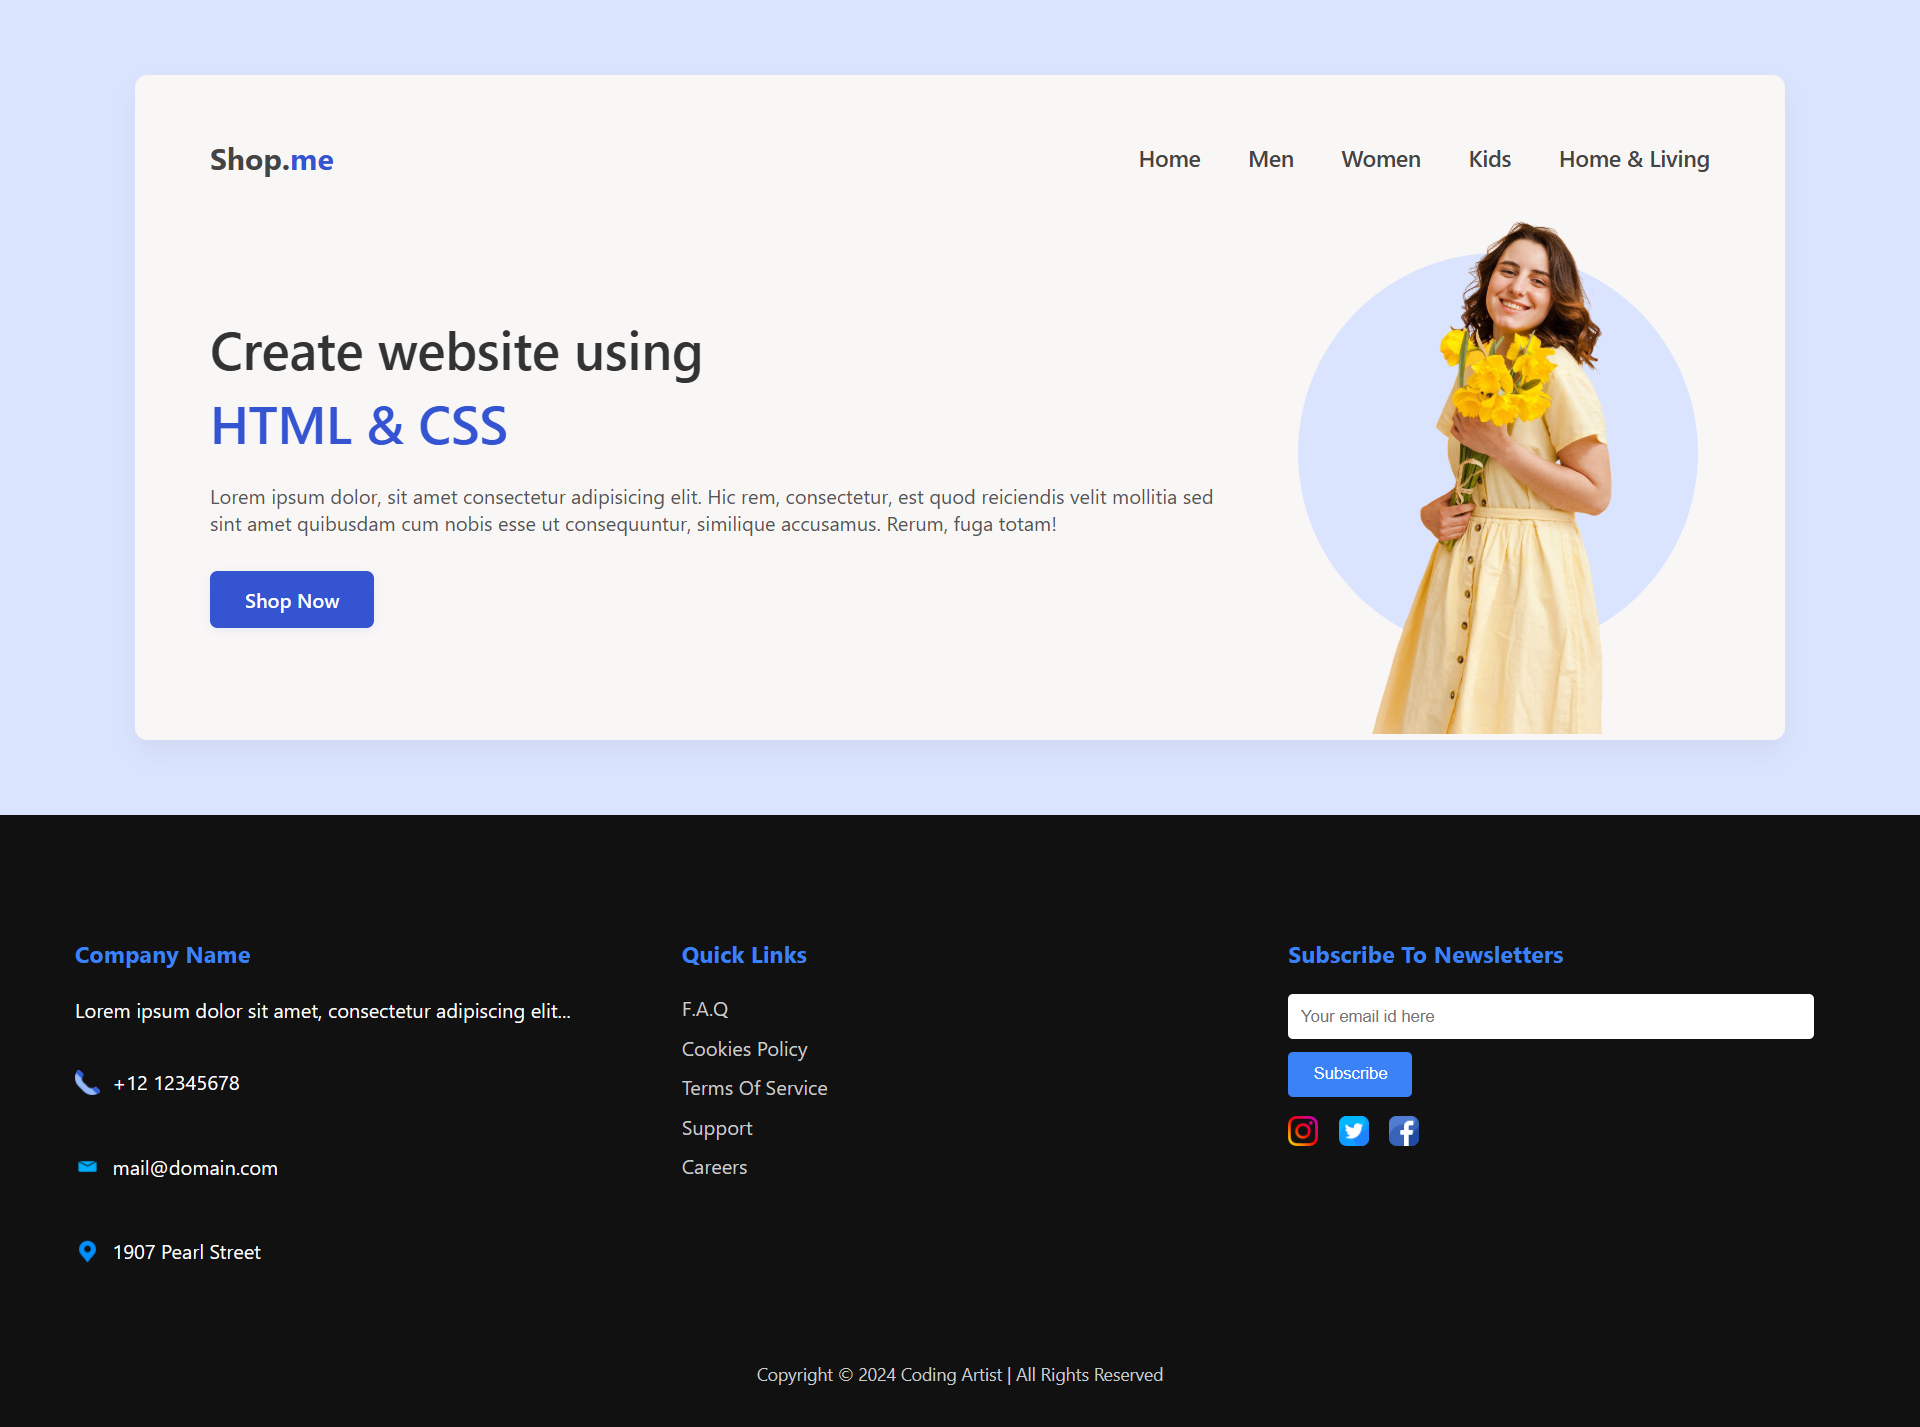 Shop.me
Home Men Women Kids Home & Living
Create website using
HTML & CSS
Lorem ipsum dolor, sit amet consectetur adipisicing elit. Hic rem, consectetur, est quod reiciendis velit mollitia sed
sint amet quibusdam cum nobis esse ut consequuntur, similique accusamus. Rerum, fuga totam!
Shop Now
Company Name
Lorem ipsum dolor sit amet, consectetur adipiscing elit...
+12 12345678
mail@domain.com
1907 Pearl Street
Quick Links
F.A.Q
Cookies Policy
Terms Of Service
Support
Careers
Subscribe To Newsletters
Your email id here
Subscribe
Copyright © 2024 Coding Artist | All Rights Reserved